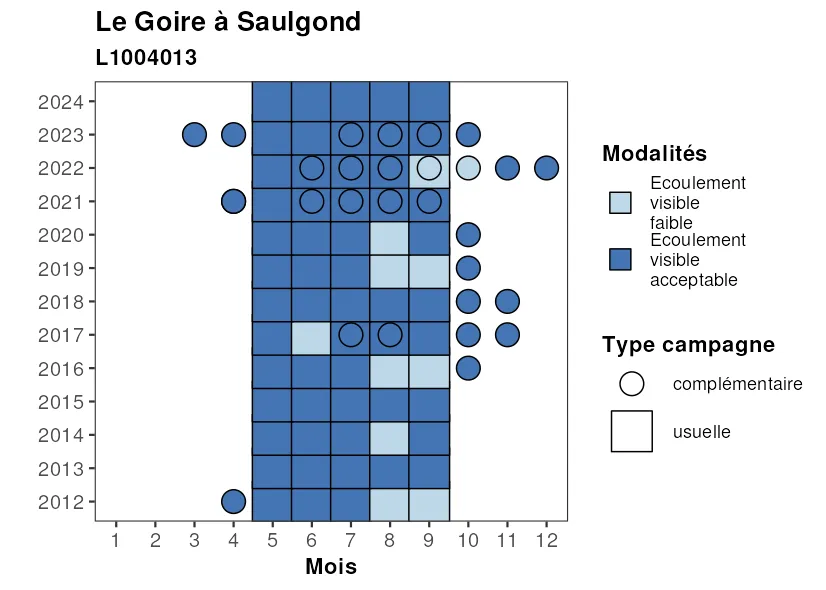 Le Goire à Saulgond
L1004013
2024
2023
2022
2021
2020
2019
2018
2017
2016
2015
2014
2013
2012
1 2 3 4 5 6 7 8 9 10 11 12
Mois
Modalités
Ecoulement
visible
faible
Ecoulement
visible
acceptable
Type campagne
complémentaire
usuelle